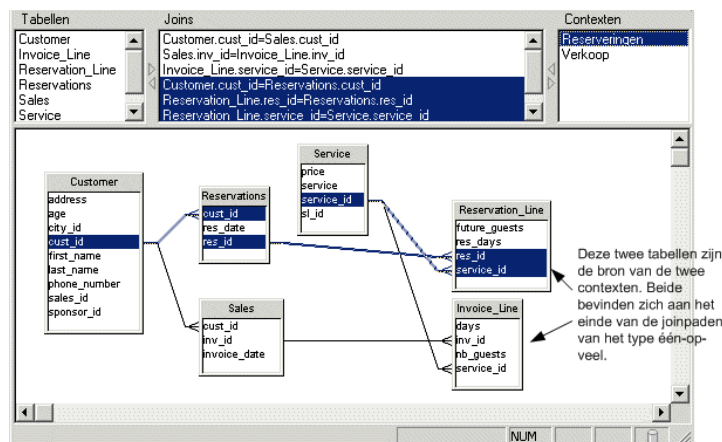 Tabellen
Joins
Contexten
Customer
Invoice_Line
Reservation_Line
Reservations
Sales
Service
Customer.cust_id=Sales.cust_id
Sales.inv_id=Invoice_Line.inv_id
Invoice_Line.service_id=Service.service_id
Customer.cust_id=Reservations.cust_id
Reservation_Line.res_id=Reservations.res_id
Reservation_Line.service_id=Service.service_id
Reserveringen
Verkoop
Customer
address
age
city_id
cust_id
first_name
last_name
phone_number
sales_id
sponsor_id
Reservations
cust_id
res_date
res_id
Service
price
service
service_id
sl_id
Reservation_Line
future_guests
res_days
res_id
service_id
Sales
cust_id
inv_id
invoice_date
Invoice_Line
days
inv_id
nb_guests
service_id
Deze twee tabellen zijn
de bron van de twee
contexten. Beide
bevinden zich aan het
einde van de joinpaden
van het type één-op-
veel.
NUM